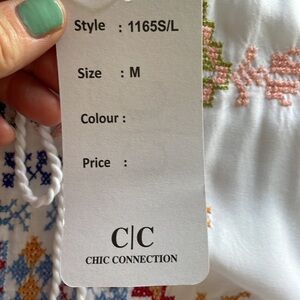 Style : 1165S/L
Size : M
Colour :
Price :
C|C
CHIC CONNECTION